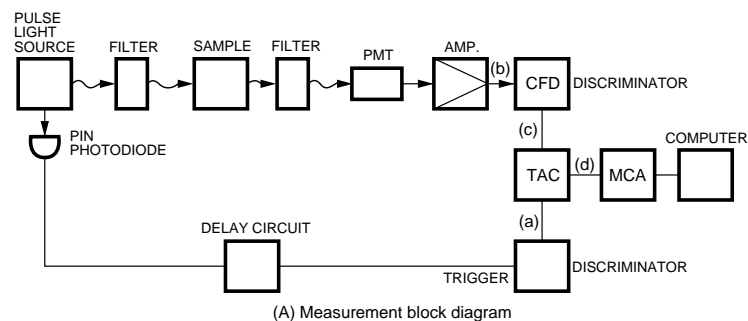 PULSE
LIGHT
SOURCE
FILTER
SAMPLE
FILTER
PMT
AMP.
(b)
CFD
DISCRIMINATOR
PIN
PHOTODIODE
(c)
COMPUTER
TAC
(d)
MCA
(a)
DELAY CIRCUIT
TRIGGER
DISCRIMINATOR
(A) Measurement block diagram